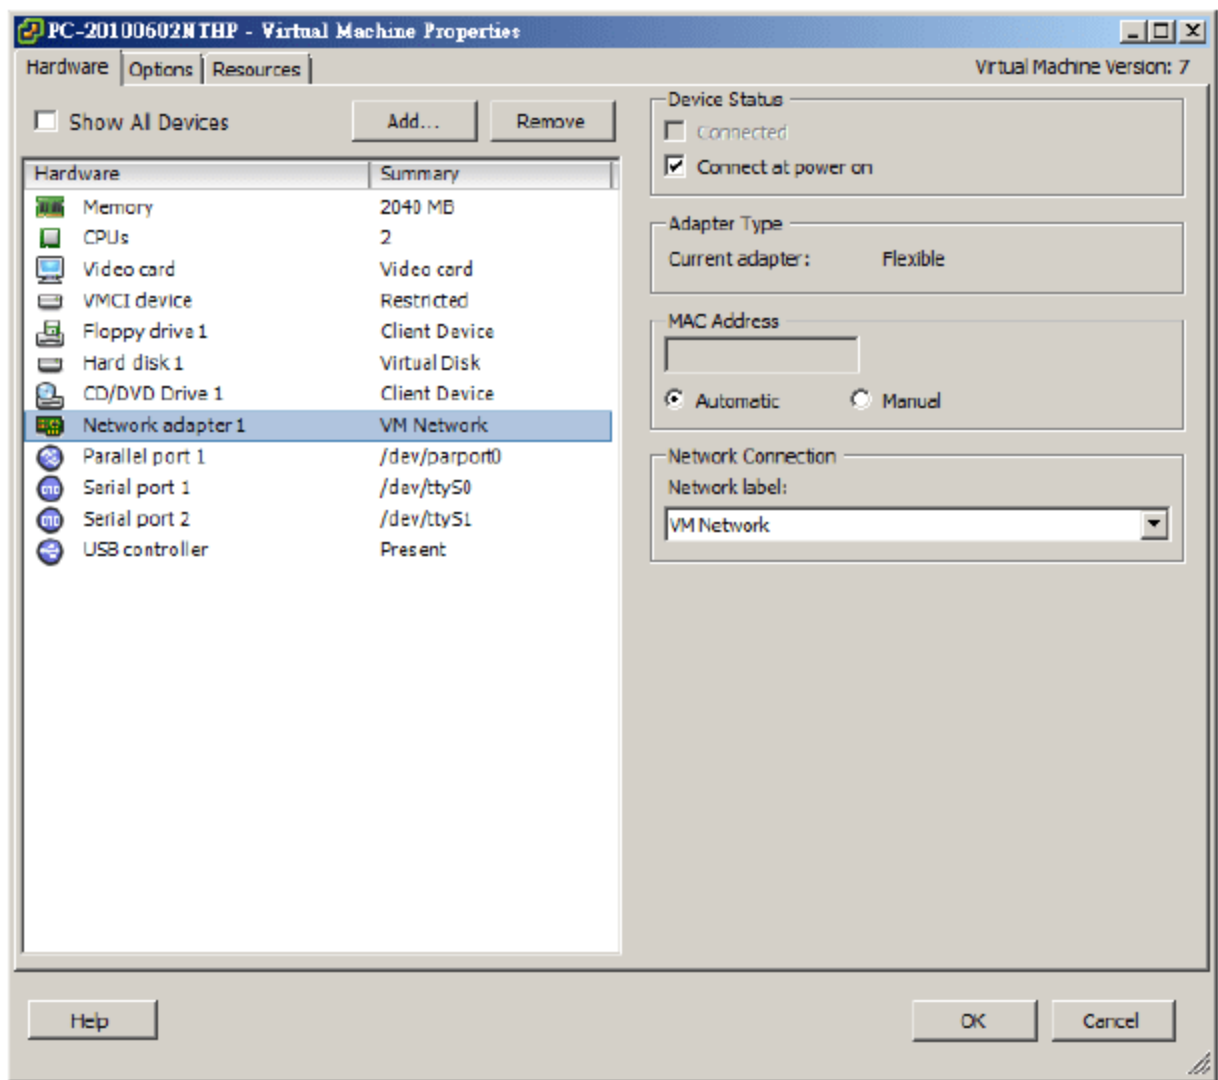 PC-20100602NTHP - Virtual Machine Properties
Hardware Options Resources Virtual Machine Version: 7
Show All Devices Add... Remove
Hardware Summary
Memory 2040 MB
CPUs 2
Video card Video card
VMCI device Restricted
Floppy drive 1 Client Device
Hard disk 1 Virtual Disk
CD/DVD Drive 1 Client Device
Network adapter 1 VM Network
Parallel port 1 /dev/parport0
Serial port 1 /dev/ttyS0
Serial port 2 /dev/ttyS1
USB controller Present
Device Status
Connected
Connect at power on
Adapter Type
Current adapter: Flexible
MAC Address
Automatic Manual
Network Connection
Network label:
VM Network
Help OK Cancel